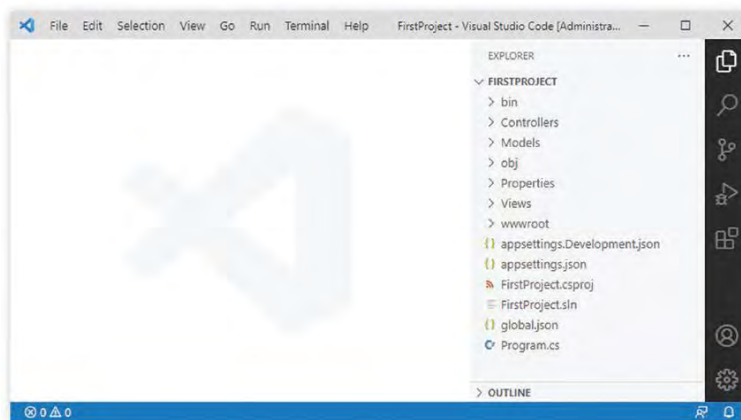 File Edit Selection View Go Run Terminal Help FirstProject - Visual Studio Code [Administra...
EXPLORER
FIRSTPROJECT
bin
Controllers
Models
obj
Properties
Views
wwwroot
appsettings.Development.json
appsettings.json
FirstProject.csproj
FirstProject.sln
global.json
Program.cs
OUTLINE
0 0